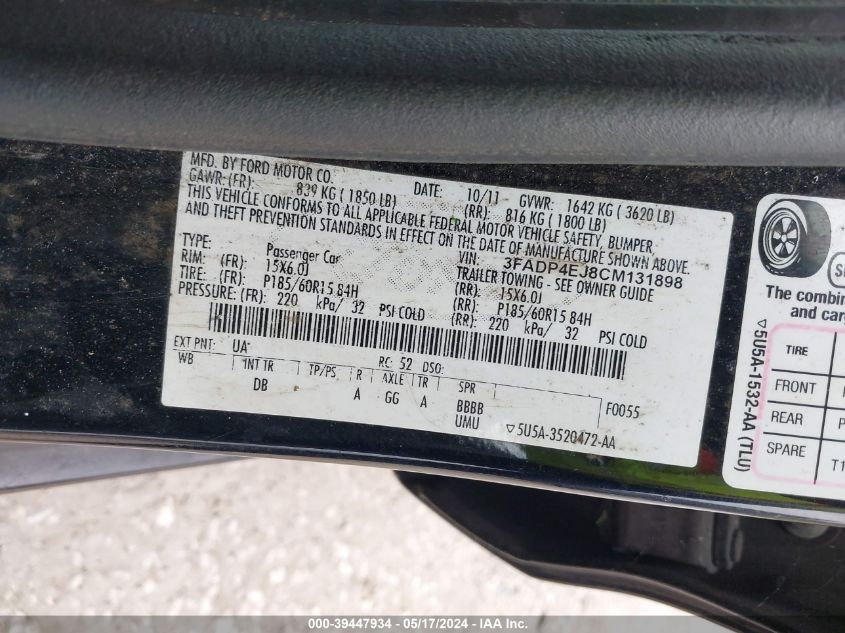 MFD. BY FORD MOTOR CO.
DATE: 10/11 GVWR: 1642 KG ( 3620 LB)
GAWR: (FR): 839 KG ( 1850 LB) (RR): 816 KG ( 1800 LB)
THIS VEHICLE CONFORMS TO ALL APPLICABLE FEDERAL MOTOR VEHICLE SAFETY, BUMPER,
AND THEFT PREVENTION STANDARDS IN EFFECT ON THE DATE OF MANUFACTURE SHOWN ABOVE.
VIN: 3FADP4EJ8CM131898
TYPE: Passenger Car TRAILER TOWING - SEE OWNER GUIDE
RIM: (FR): 15X6.0J (RR): 15X6.0J
TIRE: (FR): P185/60R15 84H (RR): P185/60R15 84H
PRESSURE: (FR): 220 kPa/ 32 PSI COLD (RR): 220 kPa/ 32 PSI COLD
EXT PNT: UA RC: 52 DSO:
WB 1NT TR TP/PS R AXLE TR SPR F0055
DB A GG A BBBB
UMU ▽5U5A-3520472-AA
The combin
and carg
▽5U5A-1532-AA (TLU)
TIRE
FRONT
REAR P
SPARE T1
000-39447934 - 05/17/2024 - IAA Inc.